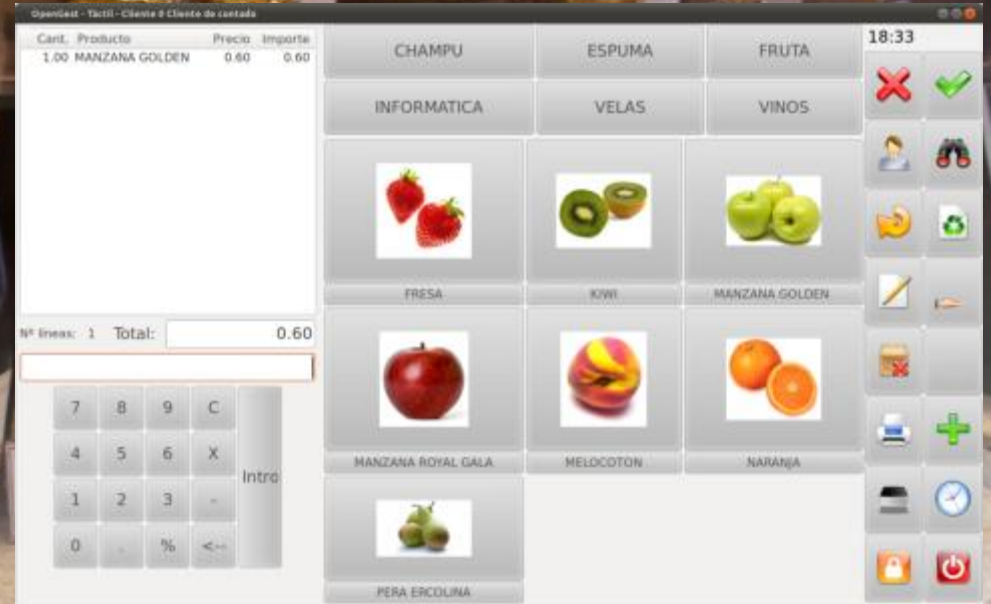 OpenGest - Táctil - Cliente 0 Cliente de contado
Cant. Producto Precio Importe
1.00 MANZANA GOLDEN 0.60 0.60
Nº líneas: 1 Total: 0.60
7 8 9 C
4 5 6 X
Intro
1 2 3 -
0 . % <--
CHAMPU ESPUMA FRUTA
INFORMATICA VELAS VINOS
FRESA KIWI MANZANA GOLDEN
MANZANA ROYAL GALA MELOCOTON NARANJA
PERA ERCOLINA
18:33